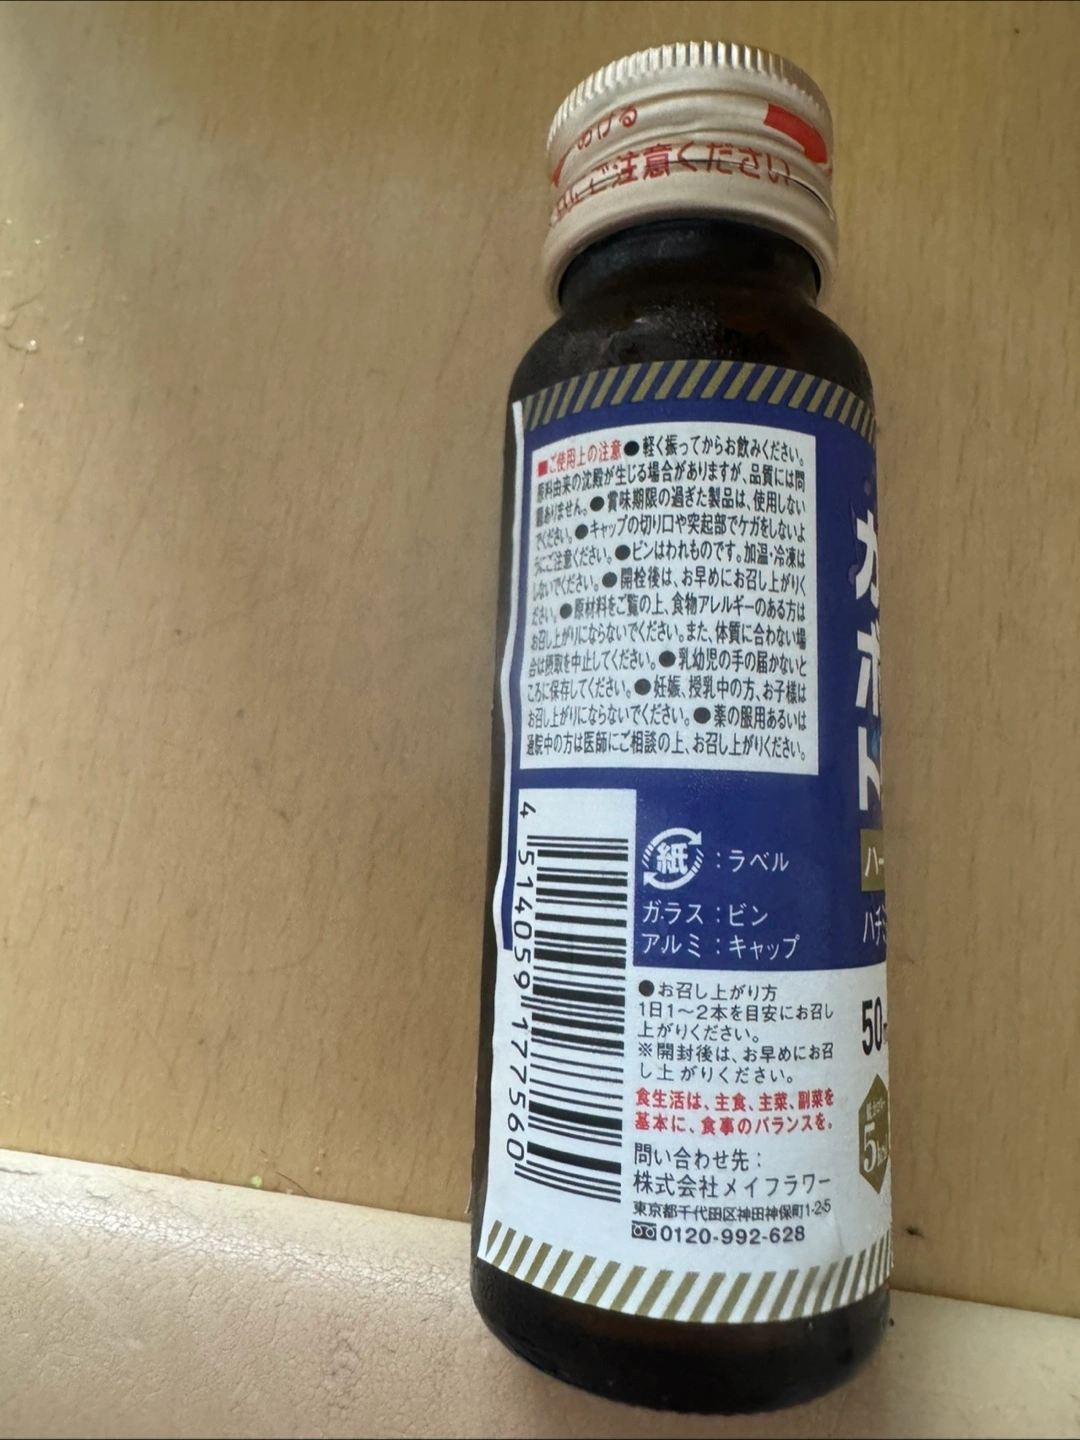 あける
にご注意ください
■ご使用上の注意●軽く振ってからお飲みください。
原料由来の沈殿が生じる場合がありますが、品質には問
題ありません。●賞味期限の過ぎた製品は、使用しない
でください。●キャップの切り口や突起部でケガをしないよ
うにご注意ください。●ビンはわれものです。加温・冷凍は
しないでください。●開栓後は、お早めにお召し上がりく
ださい。●原材料をご覧の上、食物アレルギーのある方は
お召し上がりにならないでください。また、体質に合わない場
合は摂取を中止してください。●乳幼児の手の届かないと
ころに保存してください。●妊娠、授乳中の方、お子様は
お召し上がりにならないでください。●薬の服用あるいは
通院中の方は医師にご相談の上、お召し上がりください。
4 514059 177560
紙：ラベル
ガラス：ビン
アルミ：キャップ
●お召し上がり方
1日1〜2本を目安にお召し
上がりください。
※開封後は、お早めにお召
し上がりください。
食生活は、主食、主菜、副菜を
基本に、食事のバランスを。
問い合わせ先：
株式会社メイフラワー
東京都千代田区神田神保町1-2-5
0120-992-628
ハチミ
50
5